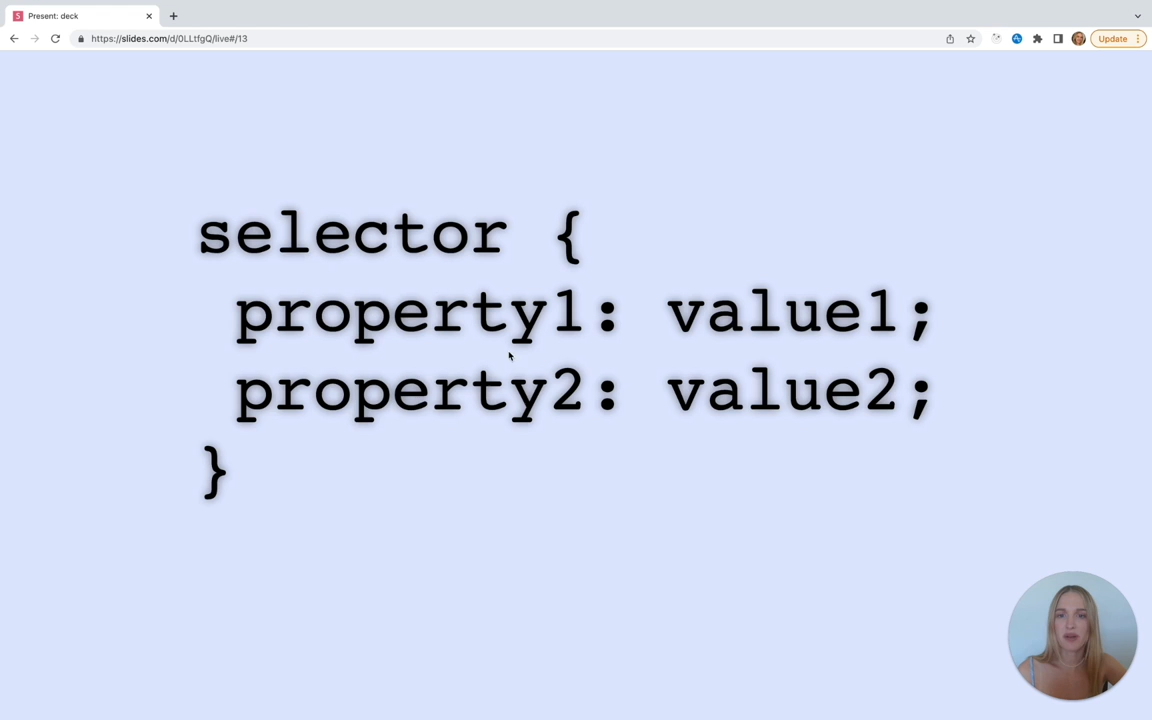 Present: deck
https://slides.com/d/0LLtfgQ/live#/13
Update
selector {
property1: value1;
property2: value2;
}